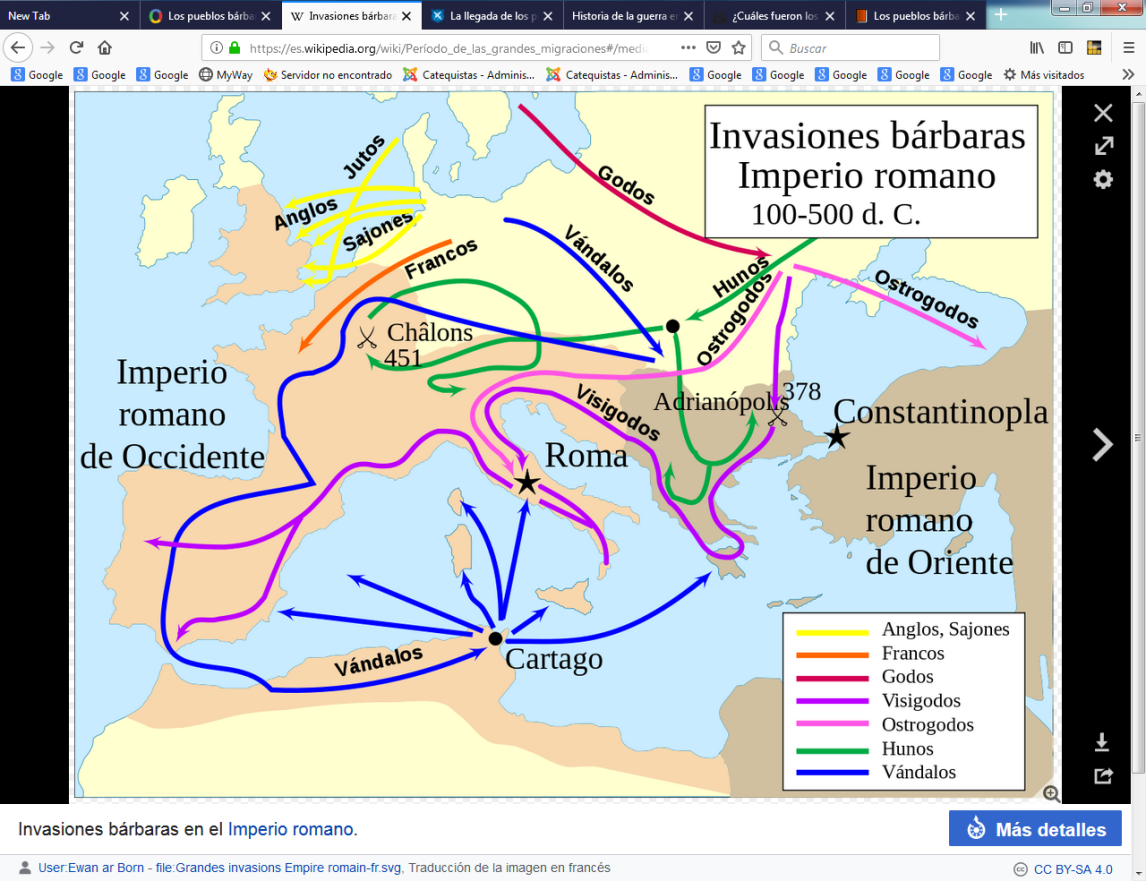 New Tab
Los pueblos bárba
Invasiones bárbara
La llegada de los p
Historia de la guerra e
¿Cuáles fueron los
Los pueblos bárba
https://es.wikipedia.org/wiki/Período_de_las_grandes_migraciones#/medi
Buscar
Google
Google
Google
MyWay
Servidor no encontrado
Catequistas - Adminis...
Catequistas - Adminis...
Google
Google
Google
Google
Google
Más visitados
Invasiones bárbaras
Imperio romano
100-500 d. C.
Jutos
Anglos
Sajones
Francos
Godos
Vándalos
Hunos
Ostrogodos
Ostrogodos
Châlons
451
Imperio
romano
de Occidente
Visigodos
Adrianópolis
378
Constantinopla
Roma
Imperio
romano
de Oriente
Vándalos
Cartago
Anglos, Sajones
Francos
Godos
Visigodos
Ostrogodos
Hunos
Vándalos
Invasiones bárbaras en el Imperio romano.
Más detalles
User:Ewan ar Born - file:Grandes invasions Empire romain-fr.svg, Traducción de la imagen en francés
CC BY-SA 4.0